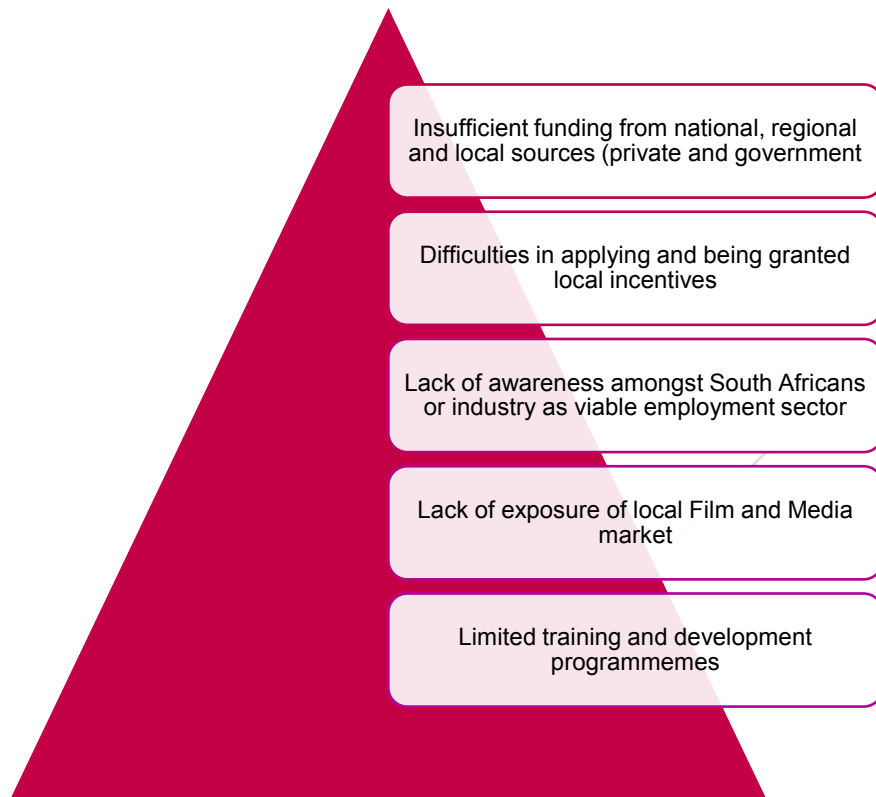 Insufficient funding from national, regional
and local sources (private and government
Difficulties in applying and being granted
local incentives
Lack of awareness amongst South Africans
or industry as viable employment sector
Lack of exposure of local Film and Media
market
Limited training and development
programmemes